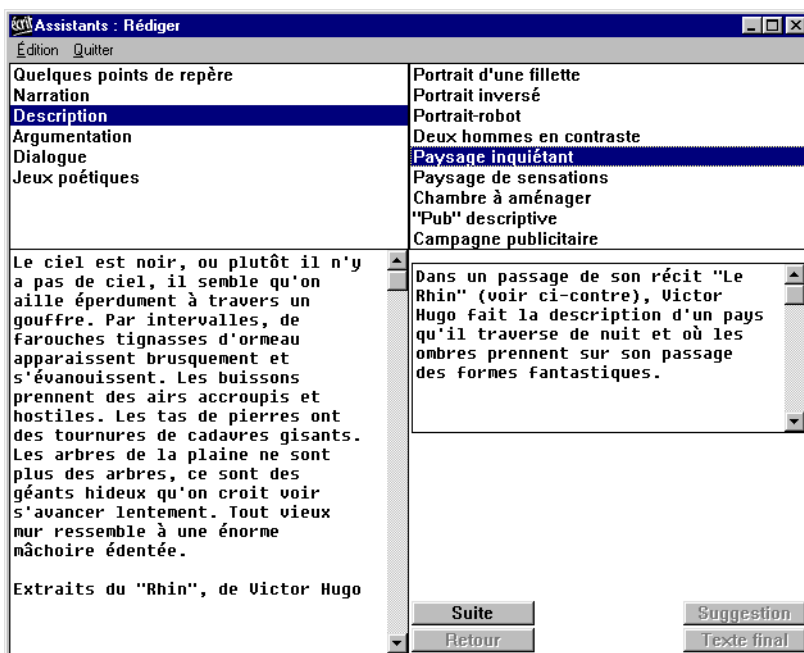 écrit Assistants : Rédiger
Édition Quitter
Quelques points de repère
Narration
Description
Argumentation
Dialogue
Jeux poétiques
Portrait d'une fillette
Portrait inversé
Portrait-robot
Deux hommes en contraste
Paysage inquiétant
Paysage de sensations
Chambre à aménager
"Pub" descriptive
Campagne publicitaire
Le ciel est noir, ou plutôt il n'y
a pas de ciel, il semble qu'on
aille éperdument à travers un
gouffre. Par intervalles, de
farouches tignasses d'ormeau
apparaissent brusquement et
s'évanouissent. Les buissons
prennent des airs accroupis et
hostiles. Les tas de pierres ont
des tournures de cadavres gisants.
Les arbres de la plaine ne sont
plus des arbres, ce sont des
géants hideux qu'on croit voir
s'avancer lentement. Tout vieux
mur ressemble à une énorme
mâchoire édentée.
Extraits du "Rhin", de Victor Hugo
Dans un passage de son récit "Le
Rhin" (voir ci-contre), Victor
Hugo fait la description d'un pays
qu'il traverse de nuit et où les
ombres prennent sur son passage
des formes fantastiques.
Suite
Suggestion
Retour
Texte final